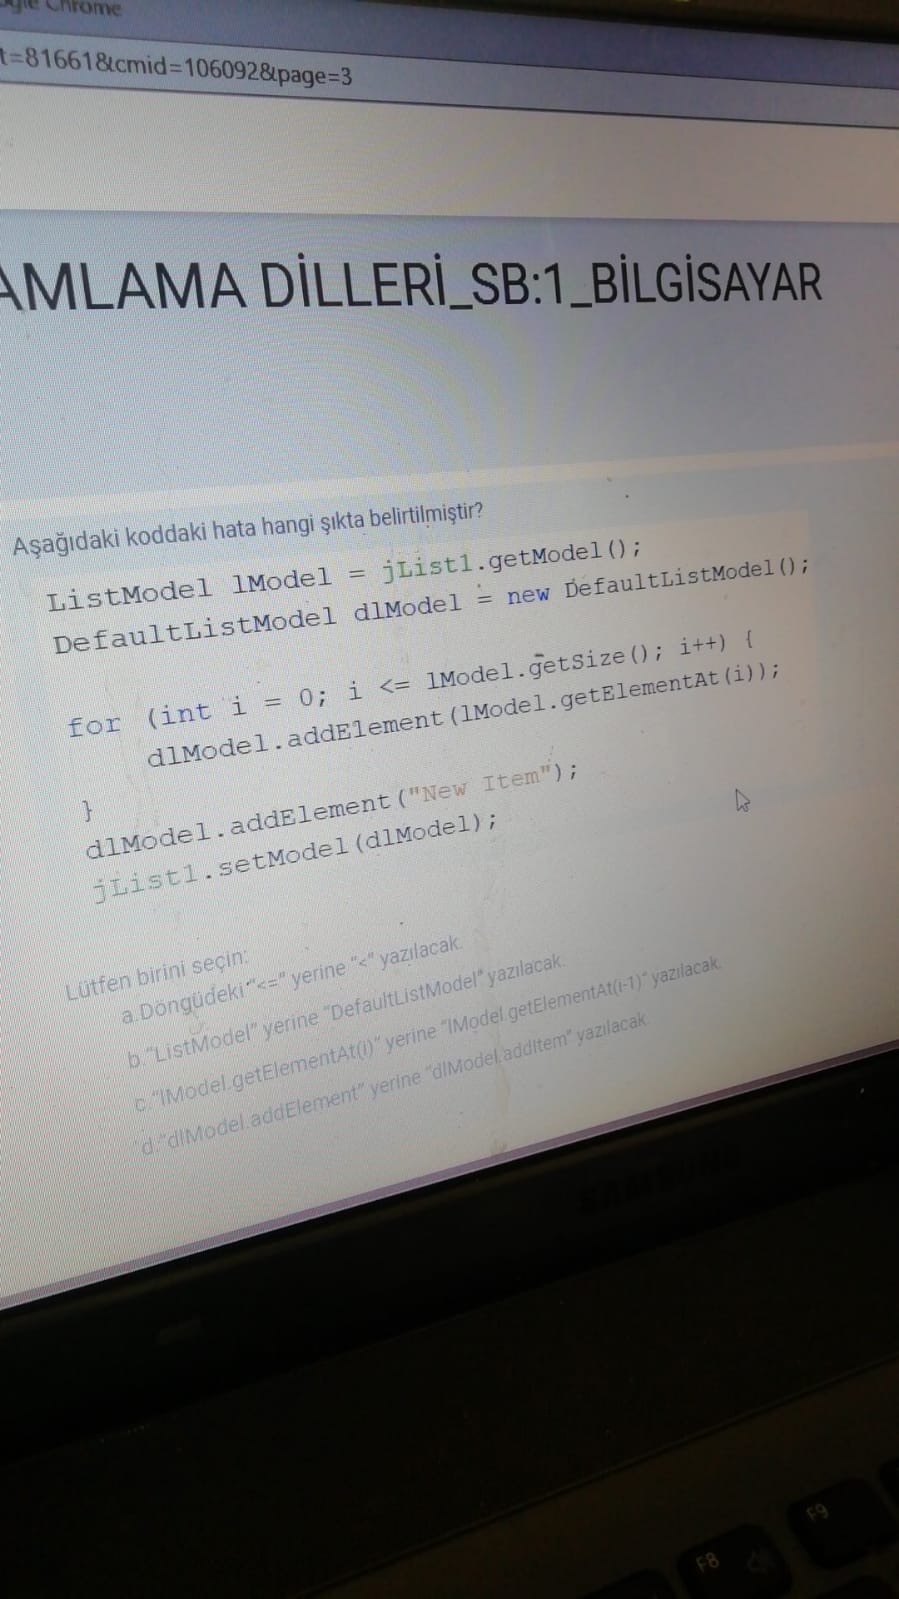 ogle Chrome
t=81661&cmid=106092&page=3
AMLAMA DİLLERİ_SB:1_BİLGİSAYAR
Aşağıdaki koddaki hata hangi şıkta belirtilmiştir?
ListModel lModel = jList1.getModel();
DefaultListModel dlModel = new DefaultListModel();
for (int i = 0; i <= lModel.getSize(); i++) {
dlModel.addElement(lModel.getElementAt(i));
}
dlModel.addElement("New Item");
jList1.setModel(dlModel);
Lütfen birini seçin:
a.Döngüdeki "<=" yerine "<" yazılacak.
b."ListModel" yerine "DefaultListModel" yazılacak.
c."lModel.getElementAt(i)" yerine "lModel.getElementAt(i-1)" yazılacak.
d."dlModel.addElement" yerine "dlModel.addItem" yazılacak.
SAMSUNG
F8
F9